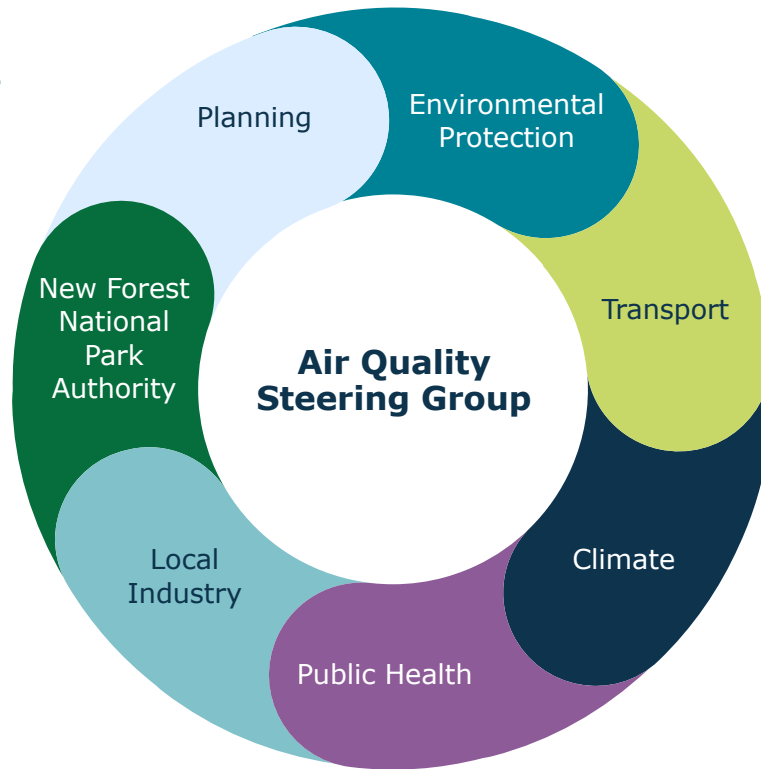 Planning
Environmental
Protection
Transport
Climate
Public Health
Local
Industry
New Forest
National
Park
Authority
Air Quality
Steering Group